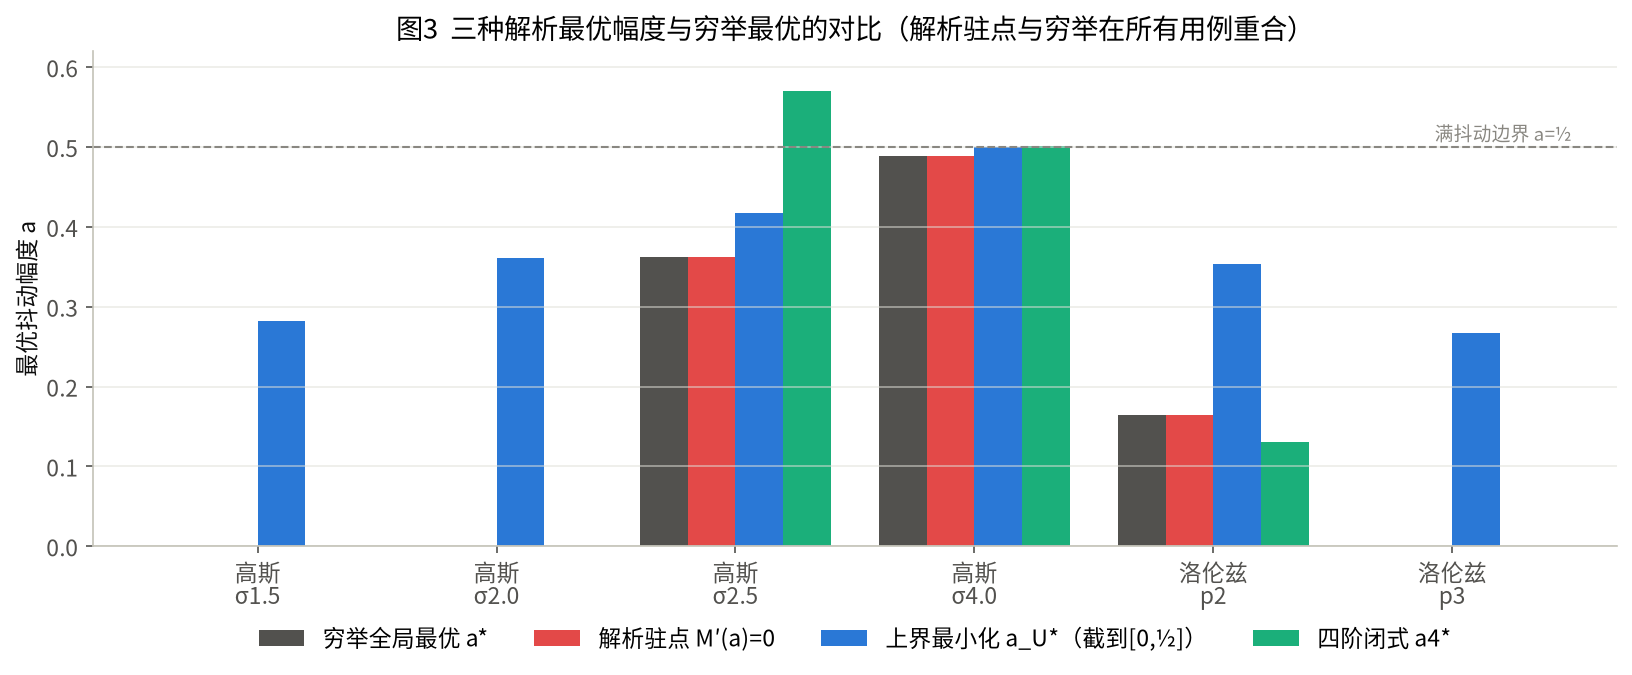 图3 三种解析最优幅度与穷举最优的对比（解析驻点与穷举在所有用例重合）
最优抖动幅度 a
0.6
0.5
0.4
0.3
0.2
0.1
0.0
满抖动边界 a=½
高斯
σ1.5
高斯
σ2.0
高斯
σ2.5
高斯
σ4.0
洛伦兹
p2
洛伦兹
p3
穷举全局最优 a*
解析驻点 M′(a)=0
上界最小化 a_U*（截到[0,½]）
四阶闭式 a4*